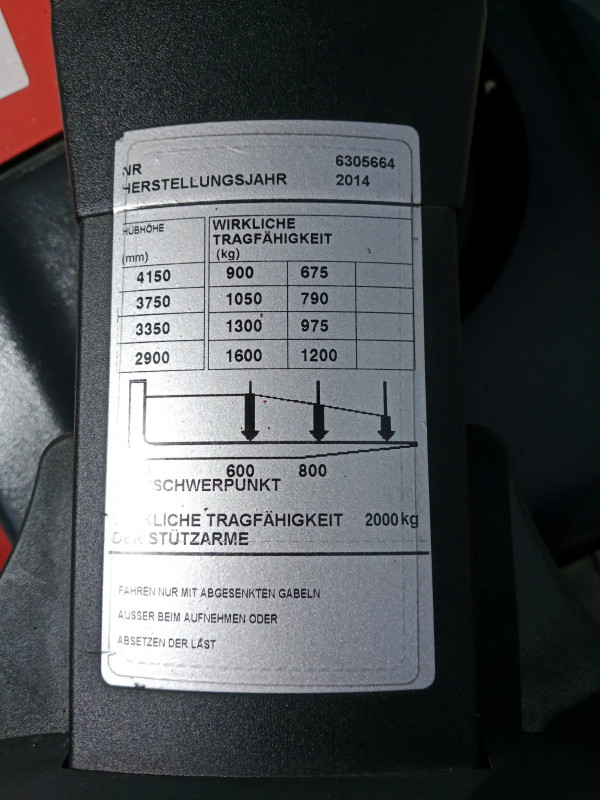 NR 6305664
HERSTELLUNGSJAHR 2014
HUBHÖHE WIRKLICHE
TRAGFÄHIGKEIT
(mm) (kg)
4150 900 675
3750 1050 790
3350 1300 975
2900 1600 1200
600 800
SCHWERPUNKT
KLICHE TRAGFÄHIGKEIT 2000 kg
DER STÜTZARME
FAHREN NUR MIT ABGESENKTEN GABELN
AUSSER BEIM AUFNEHMEN ODER
ABSETZEN DER LAST